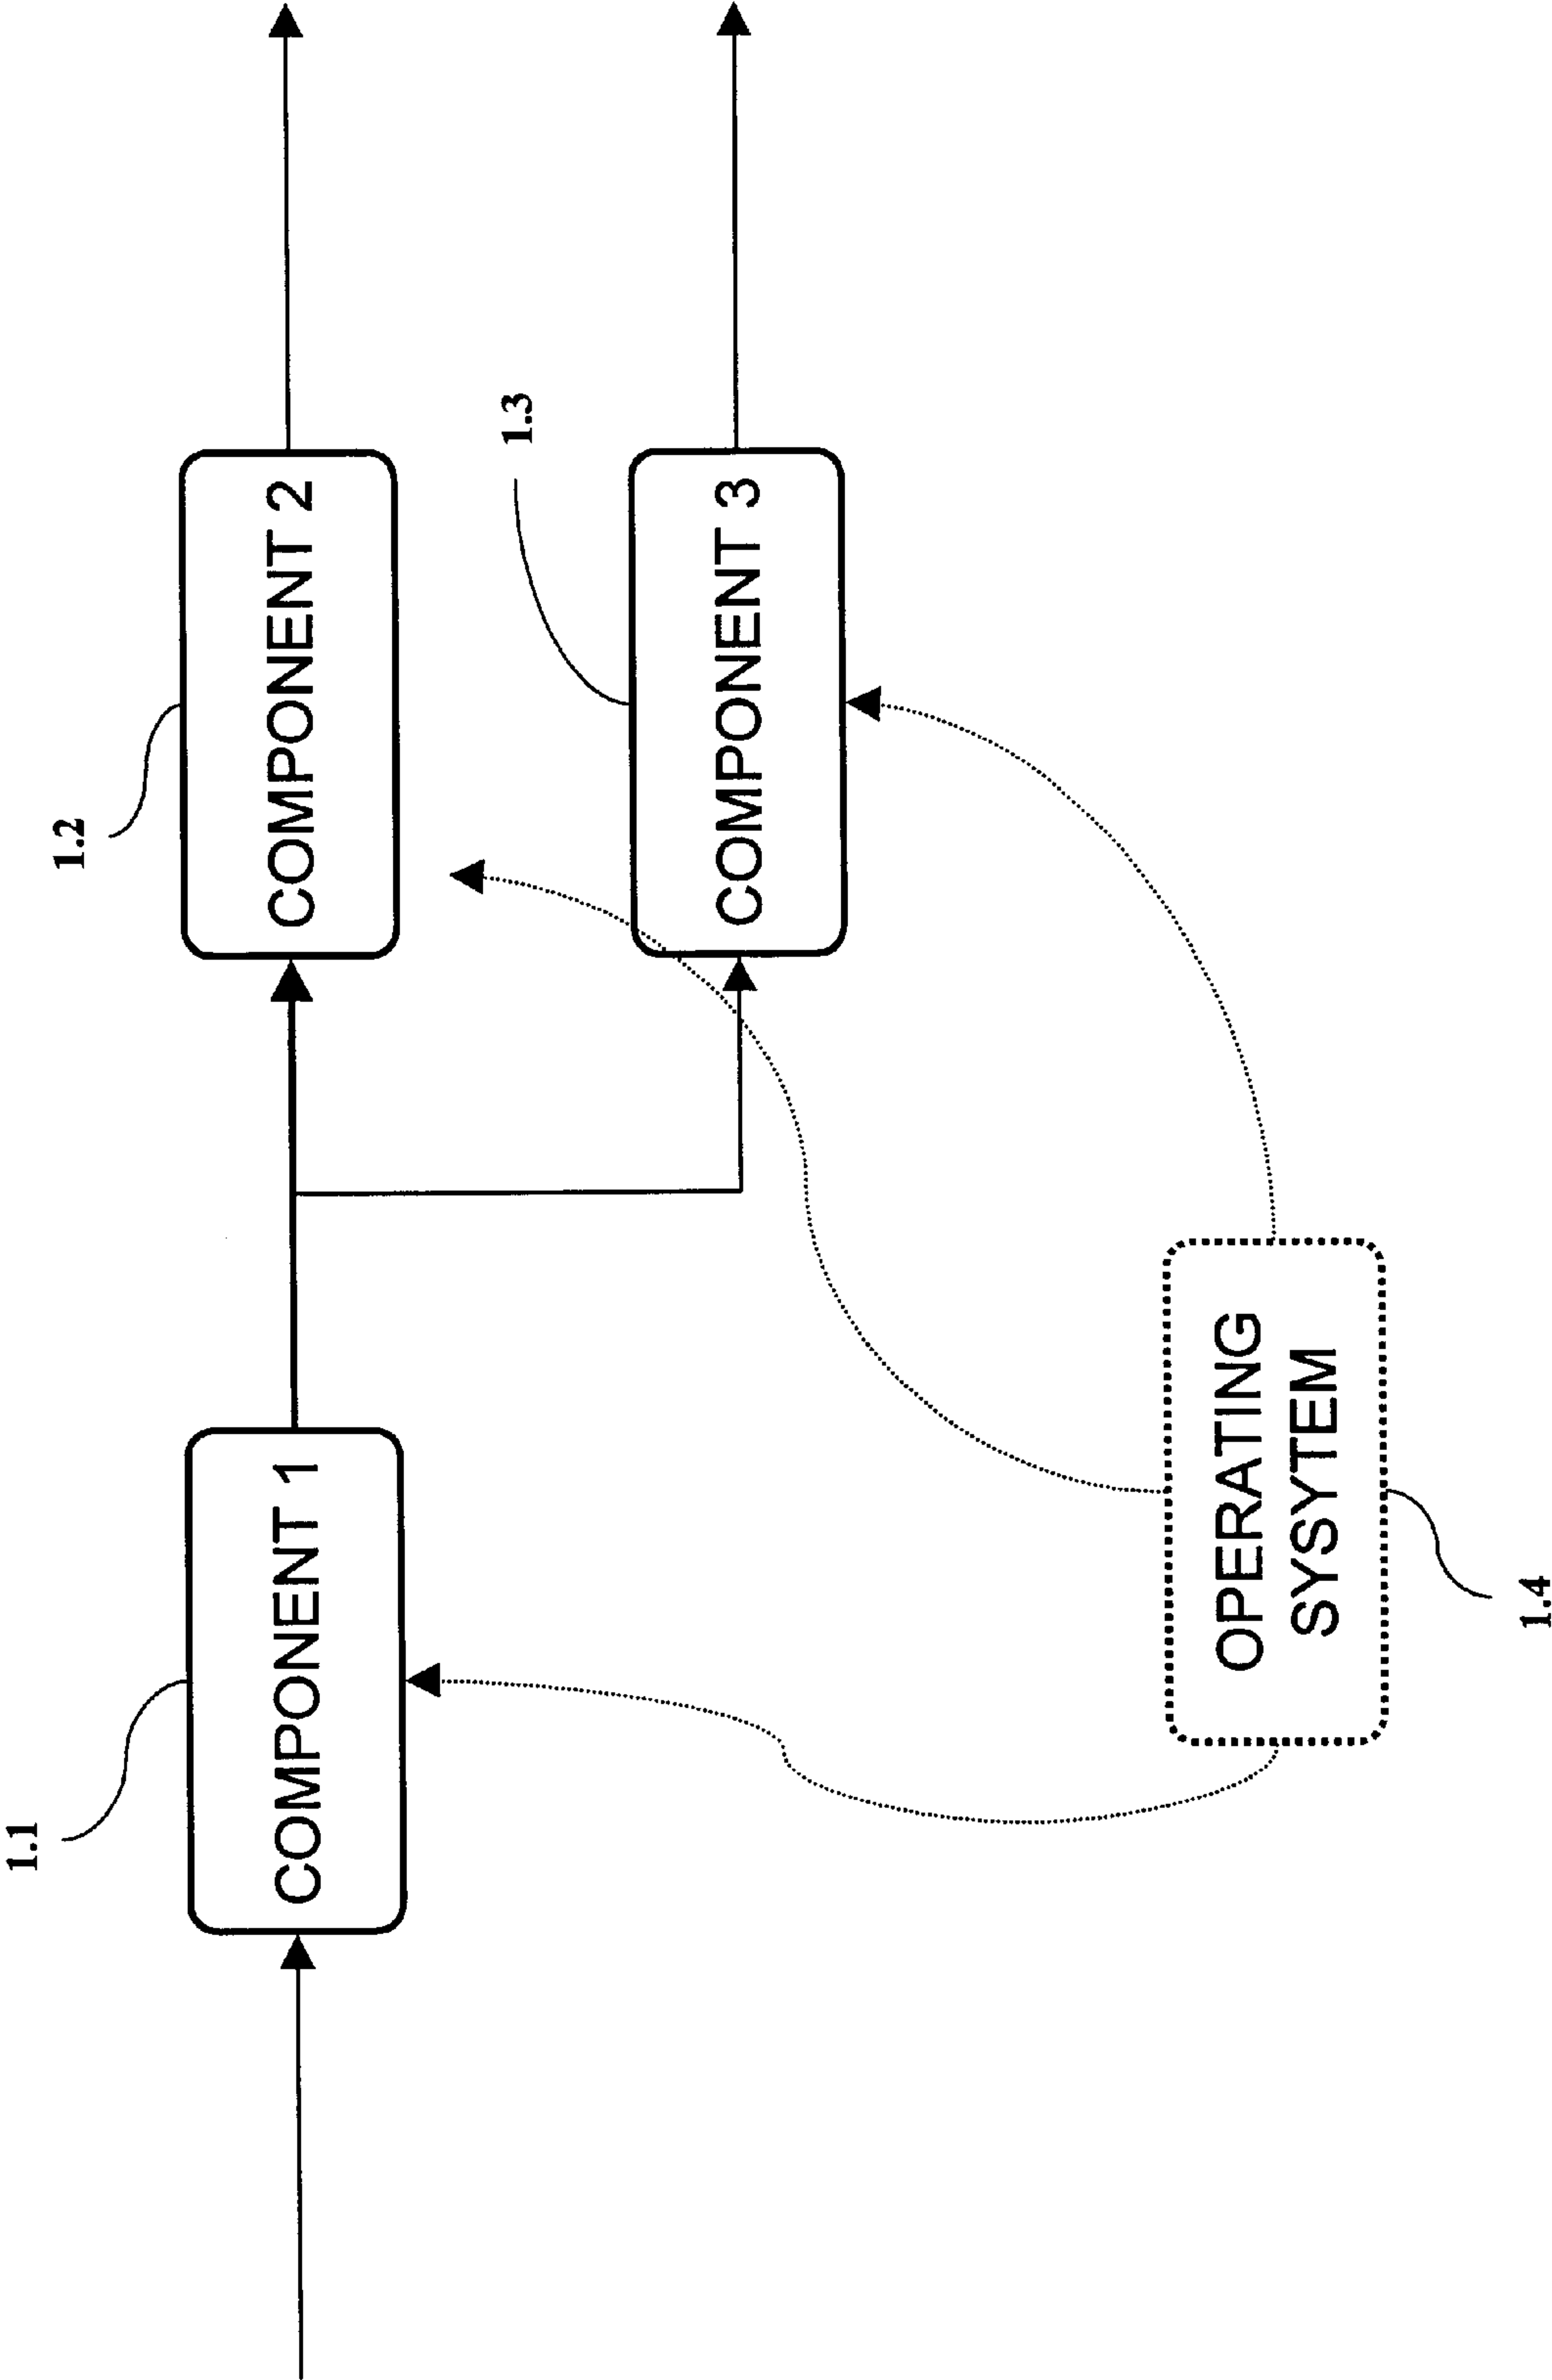 1.1
COMPONENT 1
1.2
COMPONENT 2
1.3
COMPONENT 3
OPERATING
SYSYTEM
1.4